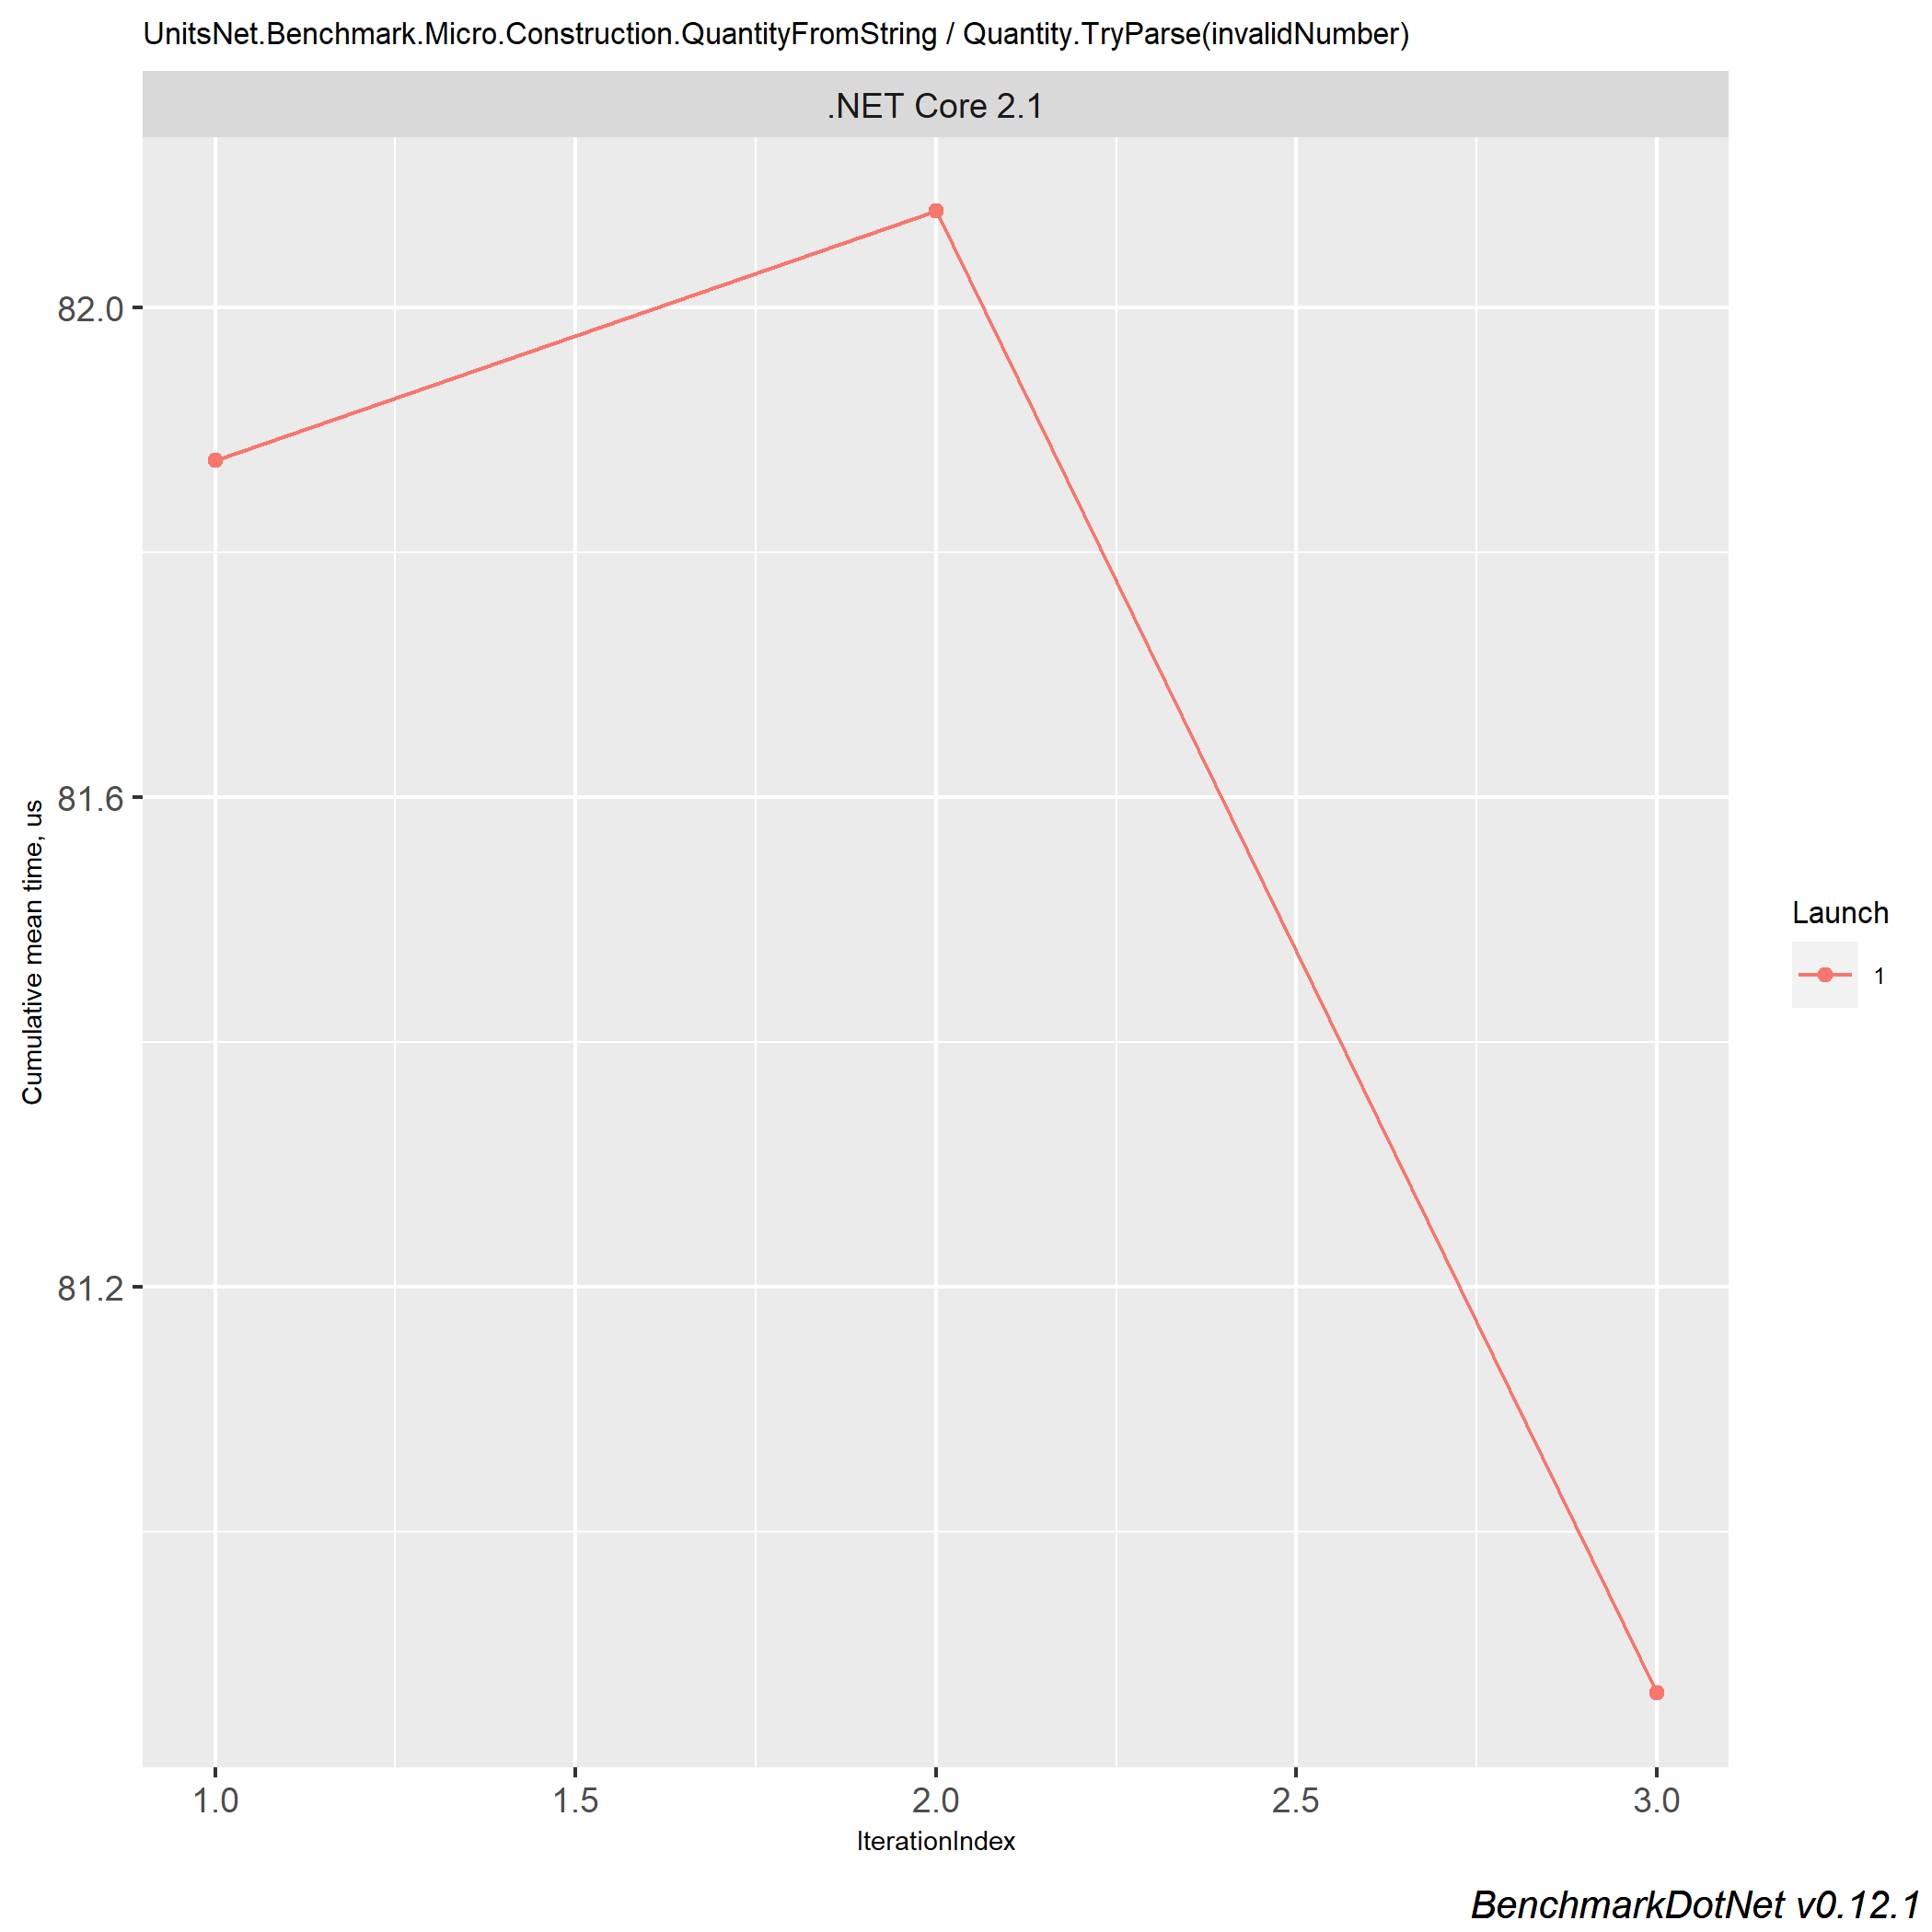 UnitsNet.Benchmark.Micro.Construction.QuantityFromString / Quantity.TryParse(invalidNumber)
.NET Core 2.1
82.0
81.6
81.2
Cumulative mean time, us
1.0 1.5 2.0 2.5 3.0
IterationIndex
Launch
1
BenchmarkDotNet v0.12.1